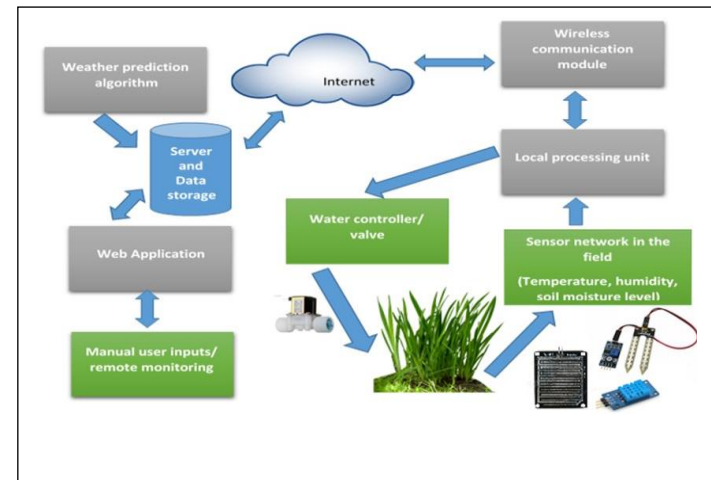 Weather prediction
algorithm
Internet
Wireless
communication
module
Server
and
Data
storage
Local processing unit
Water controller/
valve
Web Application
Sensor network in the
field
(Temperature, humidity,
soil moisture level)
Manual user inputs/
remote monitoring